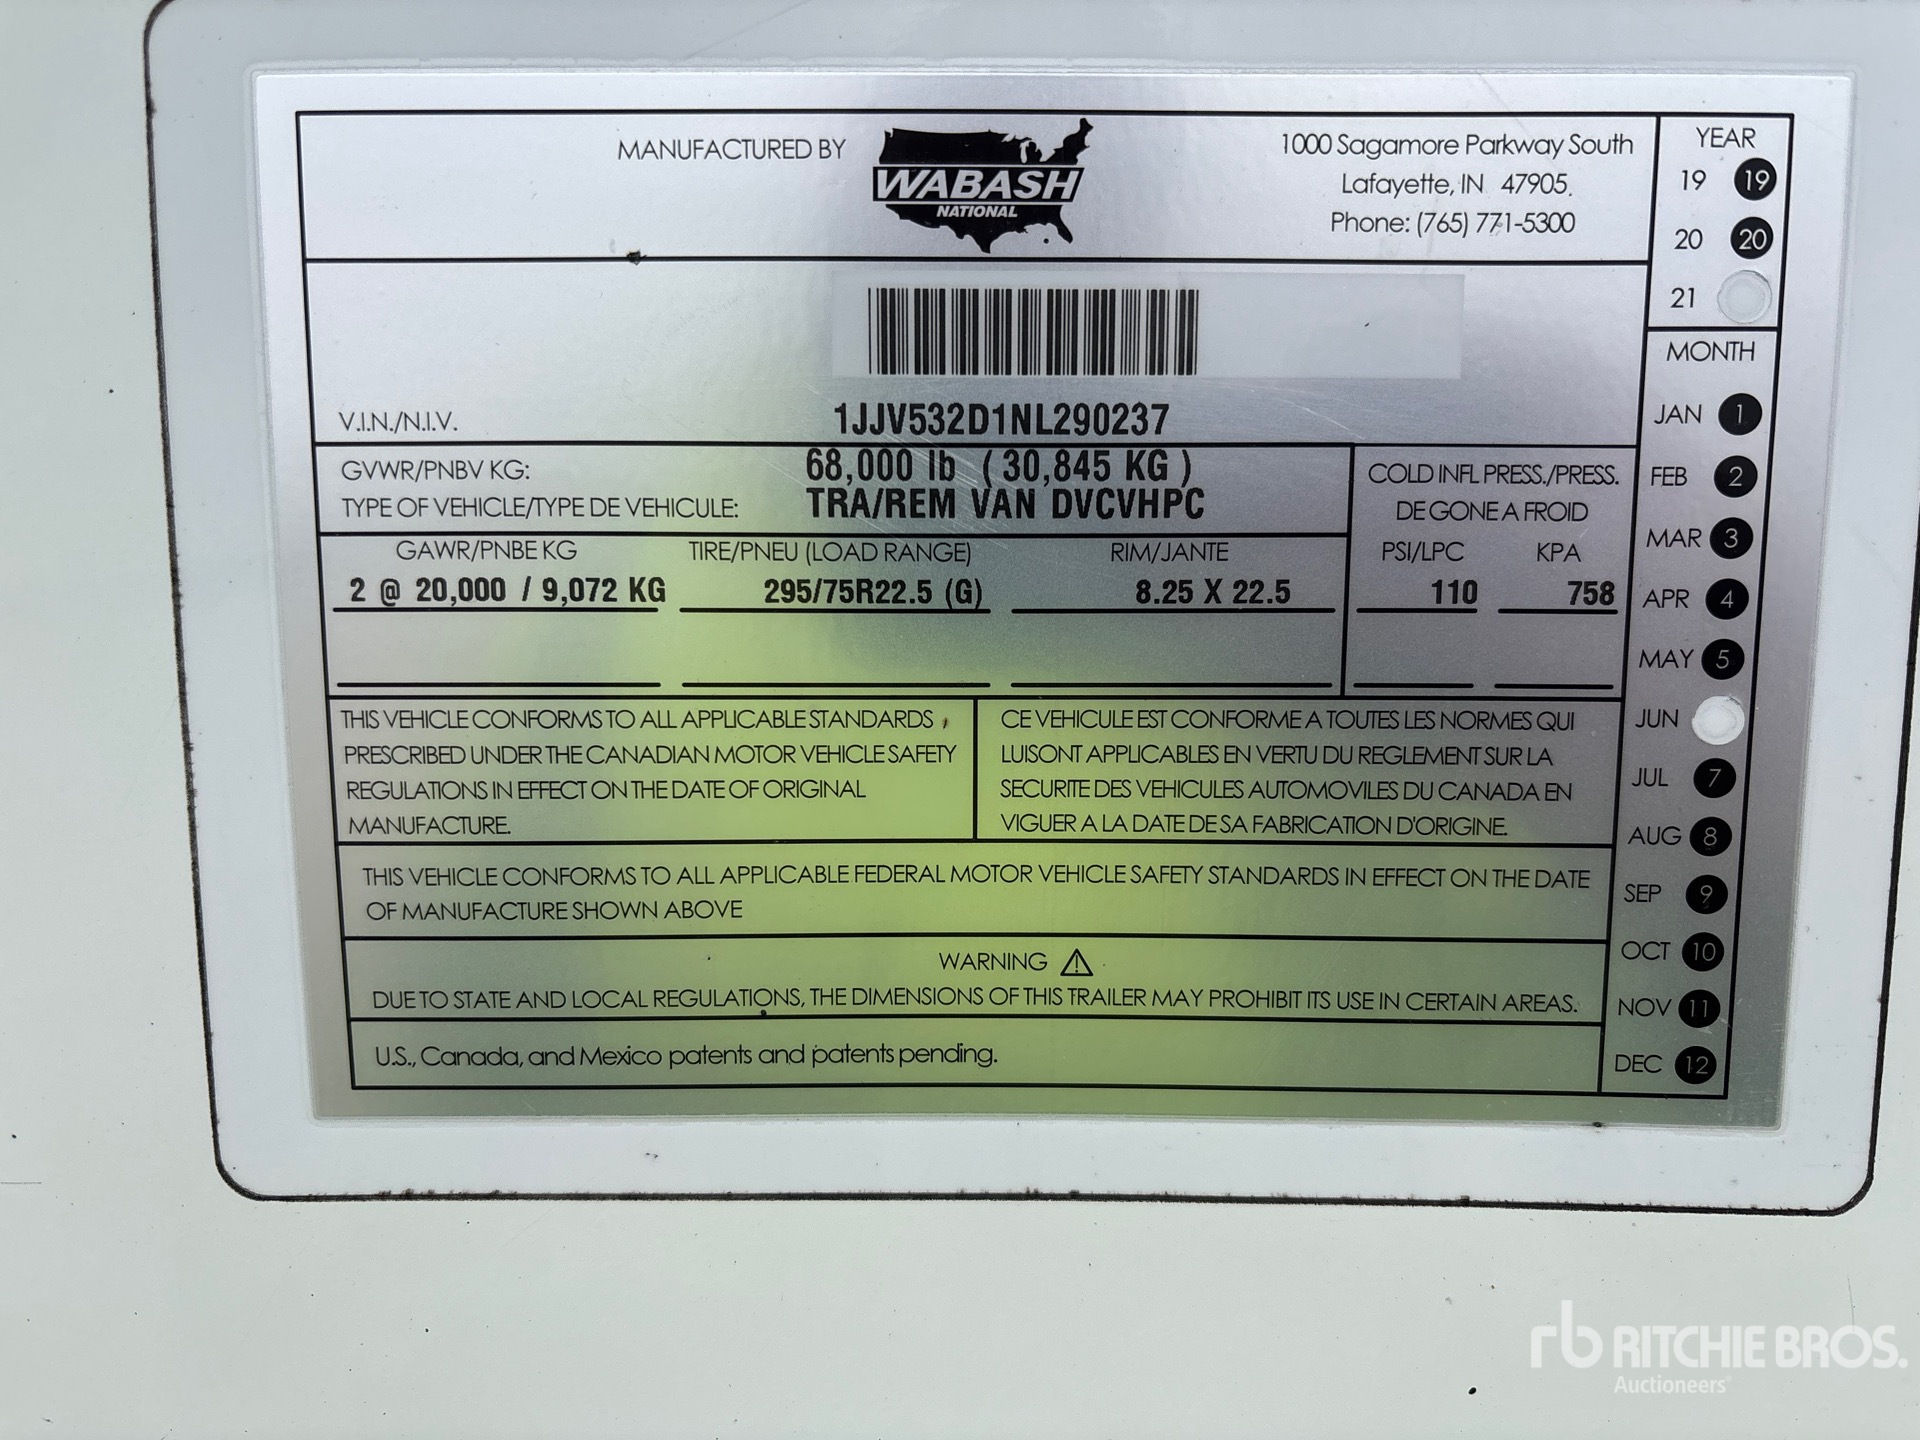 MANUFACTURED BY
WABASH
NATIONAL
1000 Sagamore Parkway South
Lafayette, IN 47905
Phone: (765) 771-5300
V.I.N./N.I.V. 1JJV532D1NL290237
GVWR/PNBV KG: 68,000 lb ( 30,845 KG )
TYPE OF VEHICLE/TYPE DE VEHICULE: TRA/REM VAN DVCVHPC
COLD INFL PRESS./PRESS.
DE GONE A FROID
GAWR/PNBE KG TIRE/PNEU (LOAD RANGE) RIM/JANTE PSI/LPC KPA
2 @ 20,000 / 9,072 KG 295/75R22.5 (G) 8.25 X 22.5 110 758
THIS VEHICLE CONFORMS TO ALL APPLICABLE STANDARDS
PRESCRIBED UNDER THE CANADIAN MOTOR VEHICLE SAFETY
REGULATIONS IN EFFECT ON THE DATE OF ORIGINAL
MANUFACTURE.
CE VEHICULE EST CONFORME A TOUTES LES NORMES QUI
LUISONT APPLICABLES EN VERTU DU REGLEMENT SUR LA
SECURITE DES VEHICULES AUTOMOVILES DU CANADA EN
VIGUER A LA DATE DE SA FABRICATION D'ORIGINE.
THIS VEHICLE CONFORMS TO ALL APPLICABLE FEDERAL MOTOR VEHICLE SAFETY STANDARDS IN EFFECT ON THE DATE
OF MANUFACTURE SHOWN ABOVE
WARNING
DUE TO STATE AND LOCAL REGULATIONS, THE DIMENSIONS OF THIS TRAILER MAY PROHIBIT ITS USE IN CERTAIN AREAS.
U.S., Canada, and Mexico patents and patents pending.
YEAR
19 19
20 20
21
MONTH
JAN 1
FEB 2
MAR 3
APR 4
MAY 5
JUN
JUL 7
AUG 8
SEP 9
OCT 10
NOV 11
DEC 12
rb RITCHIE BROS.
Auctioneers